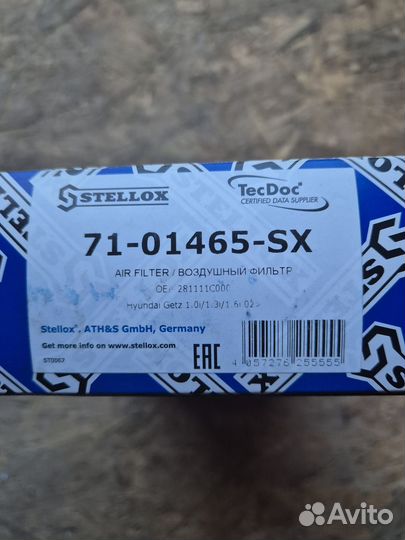 STELLOX
TecDoc®
CERTIFIED DATA SUPPLIER
71-01465-SX
AIR FILTER / ВОЗДУШНЫЙ ФИЛЬТР
OE# 281111C000
Hyundai Getz 1.0i/1.3i/1.6i 02>
Stellox®, ATH&S GmbH, Germany
Get more info on www.stellox.com
ST0062
EAC
4 057276 255555
Avito